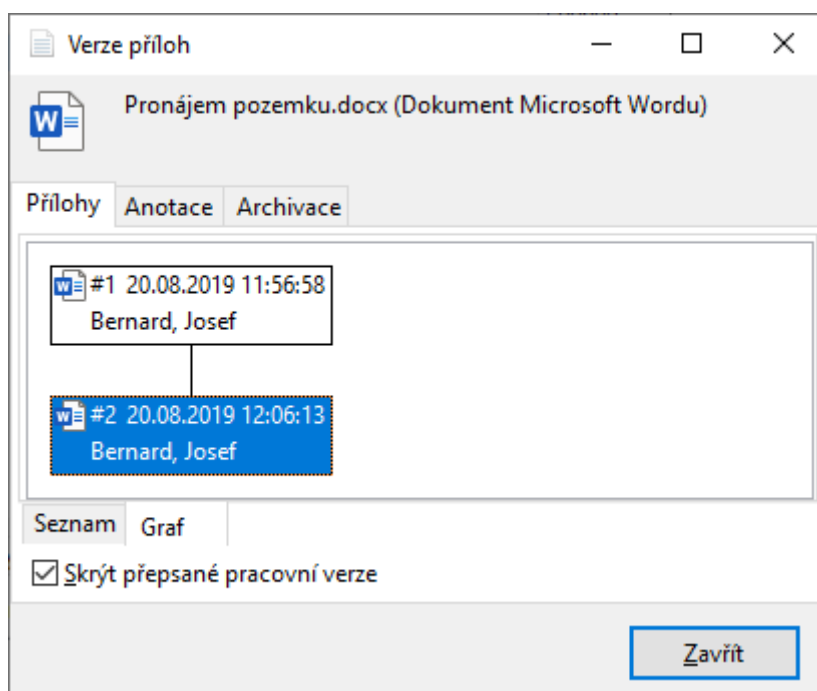 Verze příloh
Pronájem pozemku.docx (Dokument Microsoft Wordu)
Přílohy Anotace Archivace
#1 20.08.2019 11:56:58
Bernard, Josef
#2 20.08.2019 12:06:13
Bernard, Josef
Seznam Graf
Skrýt přepsané pracovní verze
Zavřít